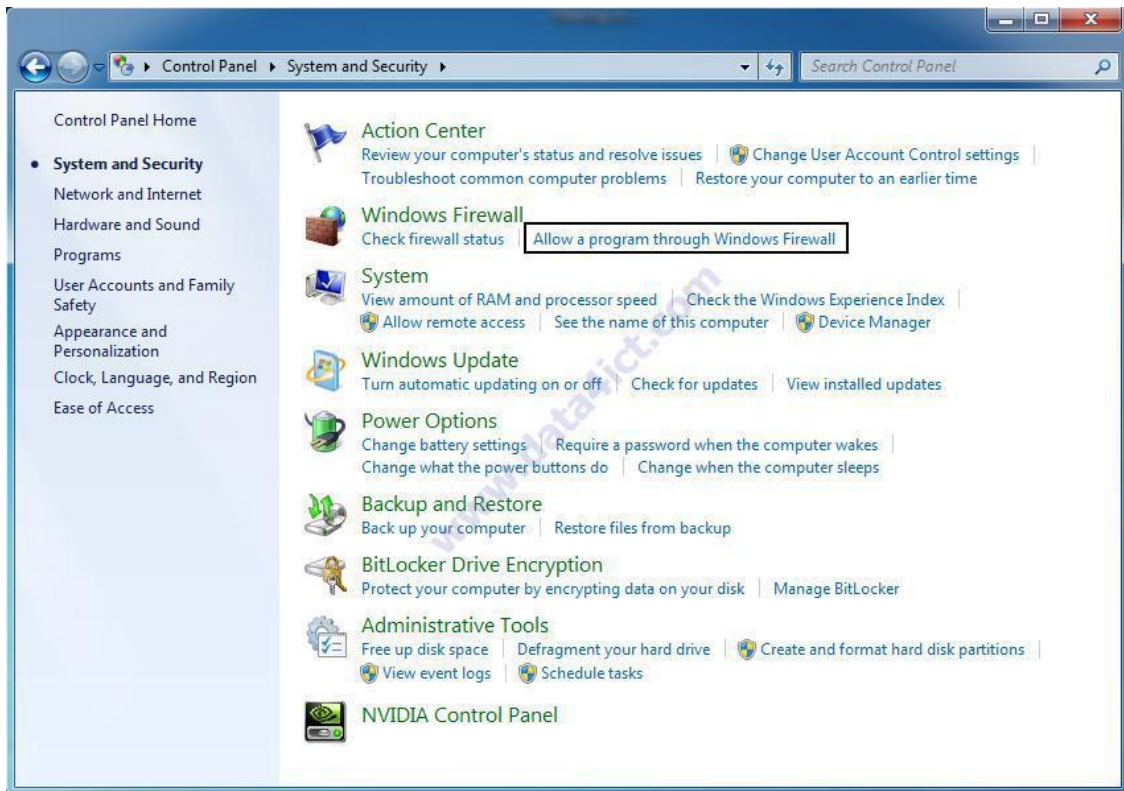 Control Panel System and Security
Search Control Panel
Control Panel Home
System and Security
Network and Internet
Hardware and Sound
Programs
User Accounts and Family
Safety
Appearance and
Personalization
Clock, Language, and Region
Ease of Access
Action Center
Review your computer's status and resolve issues Change User Account Control settings
Troubleshoot common computer problems Restore your computer to an earlier time
Windows Firewall
Check firewall status Allow a program through Windows Firewall
System
View amount of RAM and processor speed Check the Windows Experience Index
Allow remote access See the name of this computer Device Manager
Windows Update
Turn automatic updating on or off Check for updates View installed updates
Power Options
Change battery settings Require a password when the computer wakes
Change what the power buttons do Change when the computer sleeps
Backup and Restore
Back up your computer Restore files from backup
BitLocker Drive Encryption
Protect your computer by encrypting data on your disk Manage BitLocker
Administrative Tools
Free up disk space Defragment your hard drive Create and format hard disk partitions
View event logs Schedule tasks
NVIDIA Control Panel
www.data4ict.com